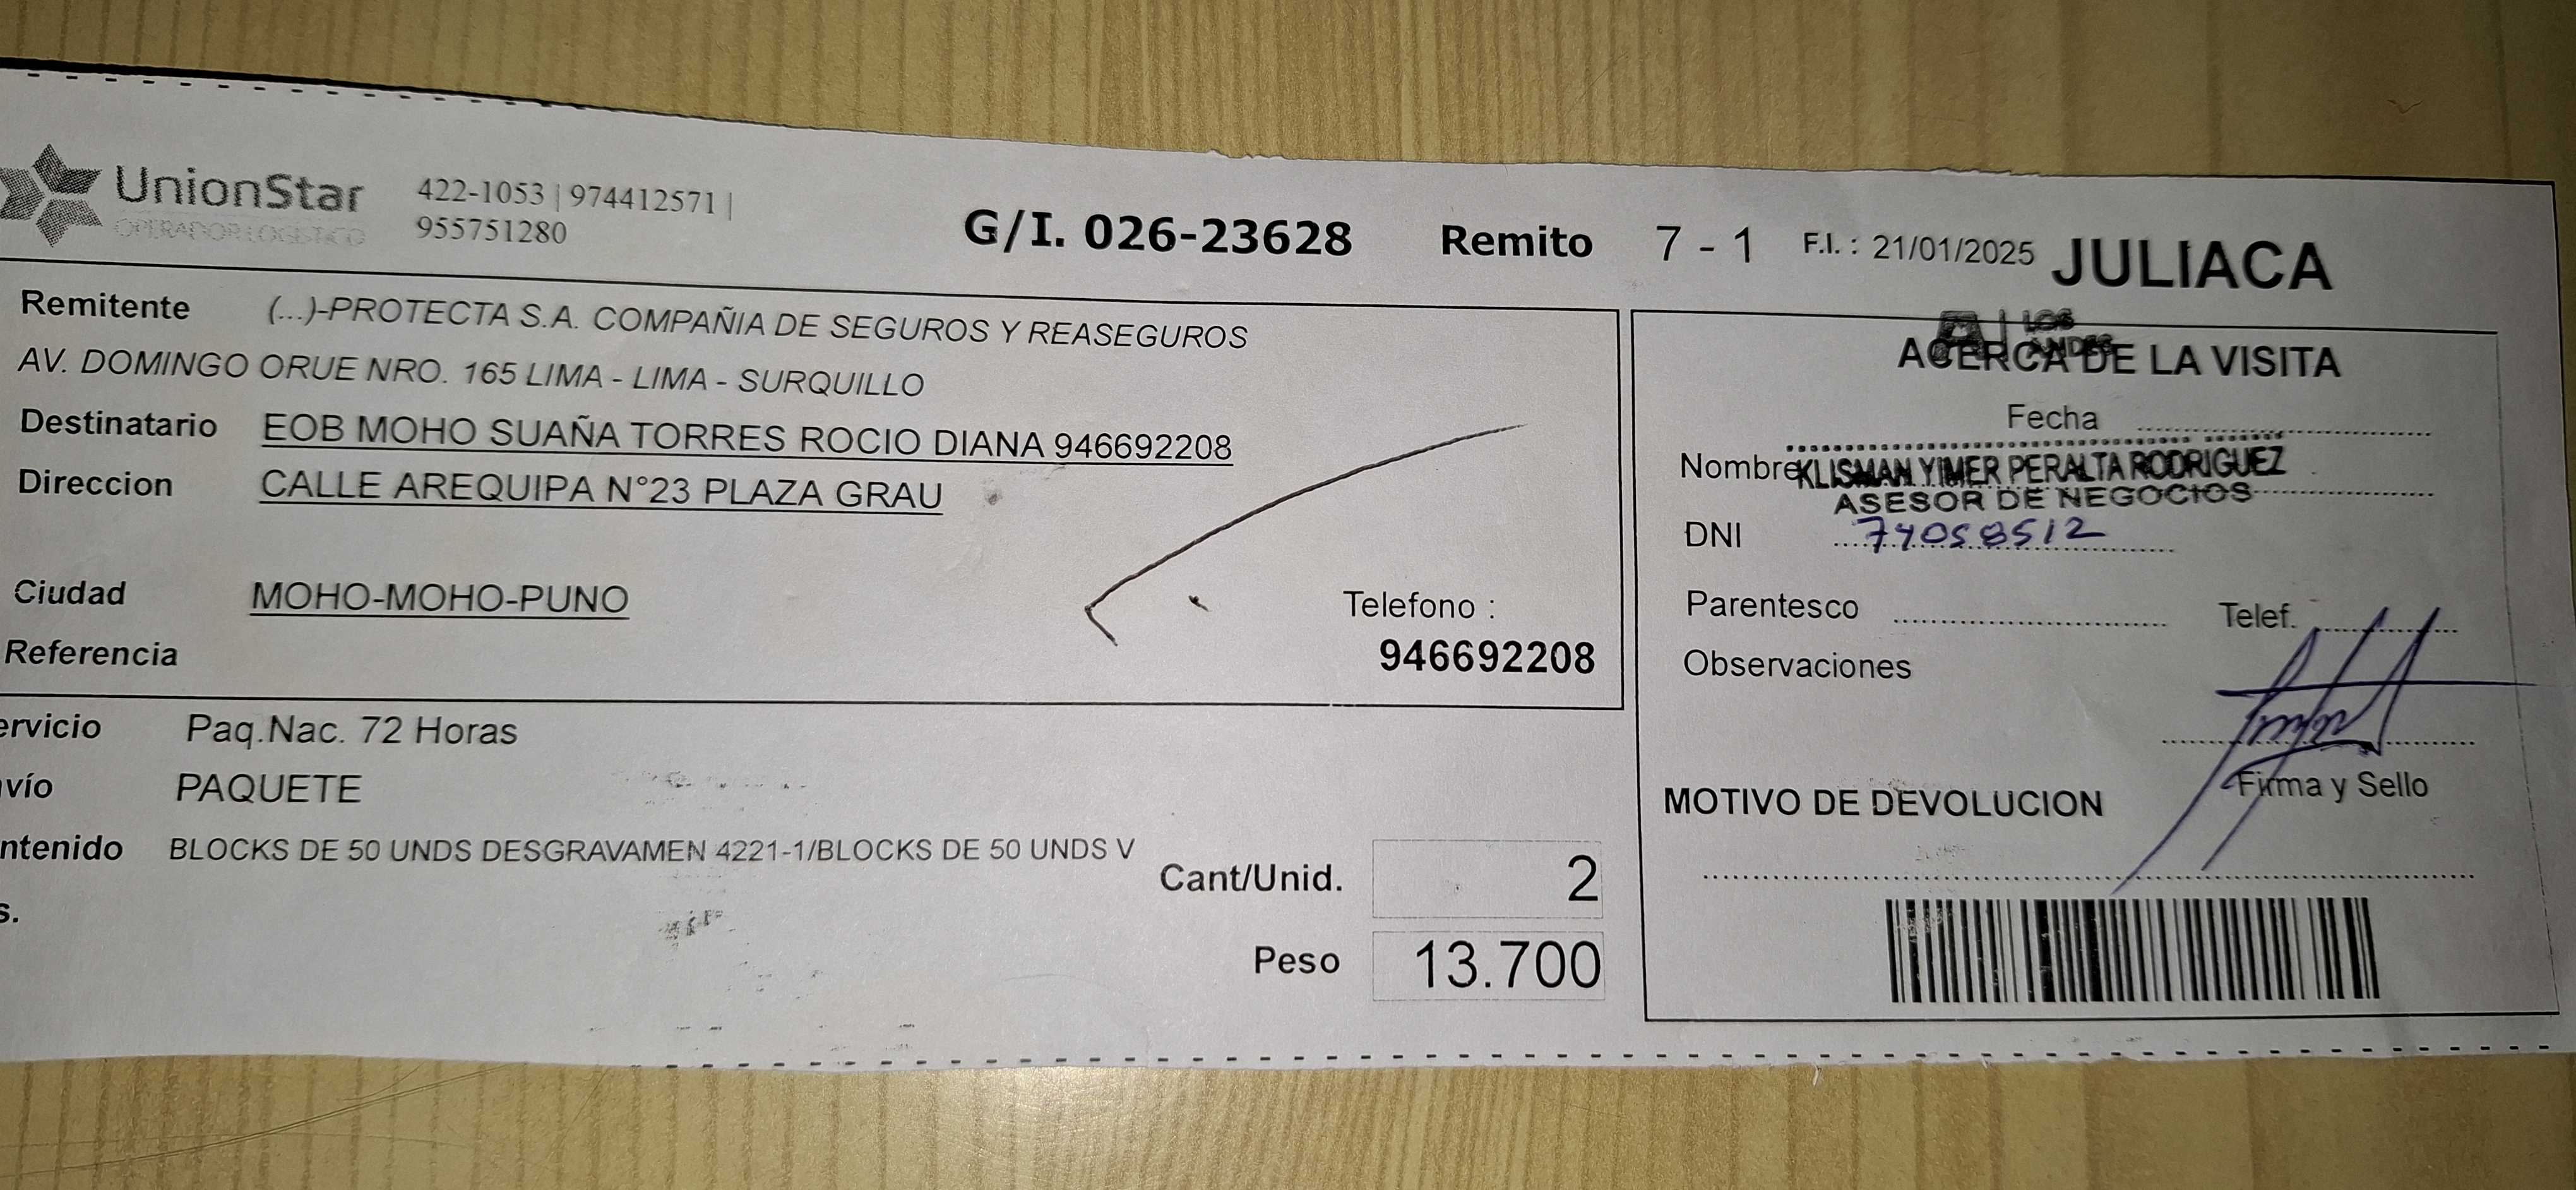 UnionStar
OPERADOR LOGISTICO
422-1053 | 974412571 |
955751280
G/I. 026-23628 Remito 7 - 1 F.I. : 21/01/2025 JULIACA
Remitente (...)-PROTECTA S.A. COMPAÑIA DE SEGUROS Y REASEGUROS
AV. DOMINGO ORUE NRO. 165 LIMA - LIMA - SURQUILLO
Destinatario EOB MOHO SUAÑA TORRES ROCIO DIANA 946692208
Direccion CALLE AREQUIPA N°23 PLAZA GRAU
Ciudad MOHO-MOHO-PUNO
Telefono :
946692208
Referencia
ervicio Paq.Nac. 72 Horas
vío PAQUETE
ntenido BLOCKS DE 50 UNDS DESGRAVAMEN 4221-1/BLOCKS DE 50 UNDS V
s.
Cant/Unid. 2
Peso 13.700
LOS
ANDES
ACERCA DE LA VISITA
Fecha
Nombre KLISMAN YIMER PERALTA RODRIGUEZ
ASESOR DE NEGOCIOS
DNI 74058512
Parentesco Telef.
Observaciones
Firma y Sello
MOTIVO DE DEVOLUCION